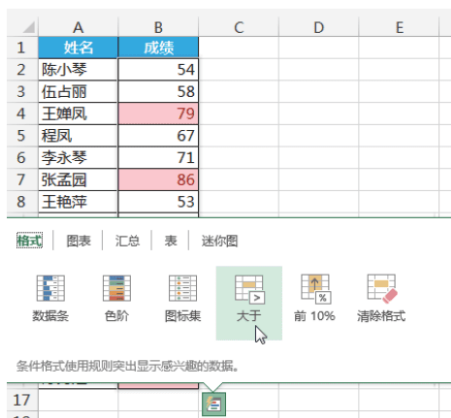 A B C D E
1 姓名 成绩
2 陈小琴 54
3 伍占丽 58
4 王婵凤 79
5 程凤 67
6 李永琴 71
7 张孟园 86
8 王艳萍 53
格式 图表 汇总 表 迷你图
数据条 色阶 图标集 大于 前 10% 清除格式
条件格式使用规则突出显示感兴趣的数据。
17